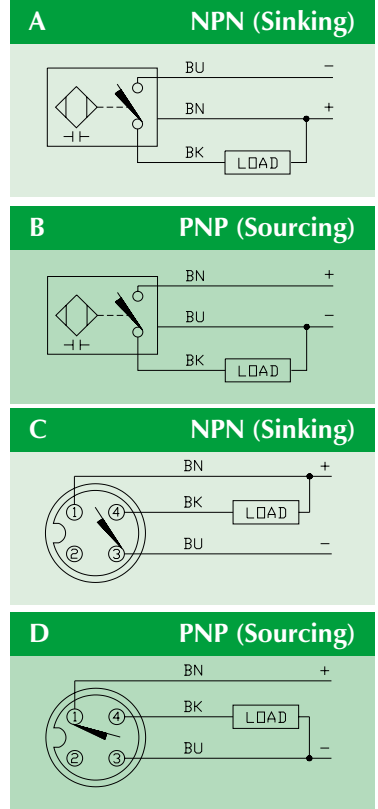 A NPN (Sinking)
BU −
BN +
BK LOAD
B PNP (Sourcing)
BN +
BU −
BK LOAD
C NPN (Sinking)
BN +
1 4 BK LOAD
2 3 BU −
D PNP (Sourcing)
BN +
1 4 BK LOAD
2 3 BU −